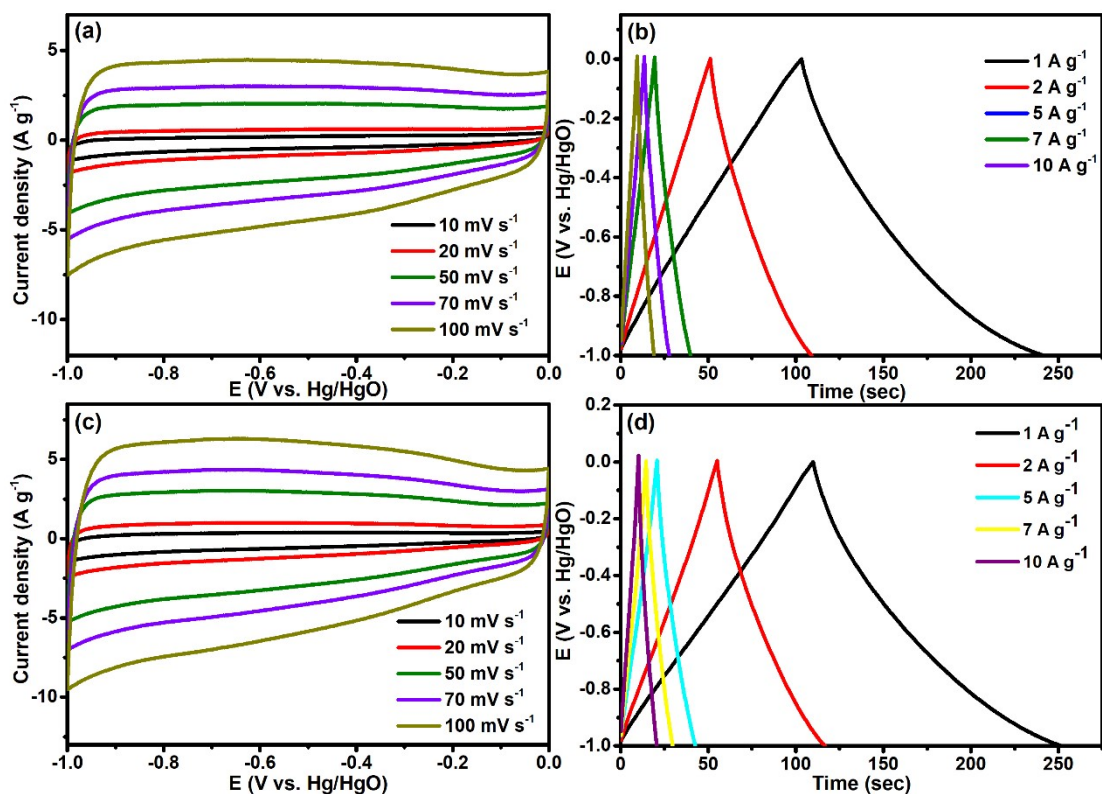 (a)
Current density (A g⁻¹)
5
0
-5
-10
10 mV s⁻¹
20 mV s⁻¹
50 mV s⁻¹
70 mV s⁻¹
100 mV s⁻¹
-1.0 -0.8 -0.6 -0.4 -0.2 0.0
E (V vs. Hg/HgO)
(b)
E (V vs. Hg/HgO)
0.0
-0.2
-0.4
-0.6
-0.8
-1.0
1 A g⁻¹
2 A g⁻¹
5 A g⁻¹
7 A g⁻¹
10 A g⁻¹
0 50 100 150 200 250
Time (sec)
(c)
Current density (A g⁻¹)
5
0
-5
-10
10 mV s⁻¹
20 mV s⁻¹
50 mV s⁻¹
70 mV s⁻¹
100 mV s⁻¹
-1.0 -0.8 -0.6 -0.4 -0.2 0.0
E (V vs. Hg/HgO)
(d)
E (V vs. Hg/HgO)
0.2
0.0
-0.2
-0.4
-0.6
-0.8
-1.0
1 A g⁻¹
2 A g⁻¹
5 A g⁻¹
7 A g⁻¹
10 A g⁻¹
0 50 100 150 200 250
Time (sec)